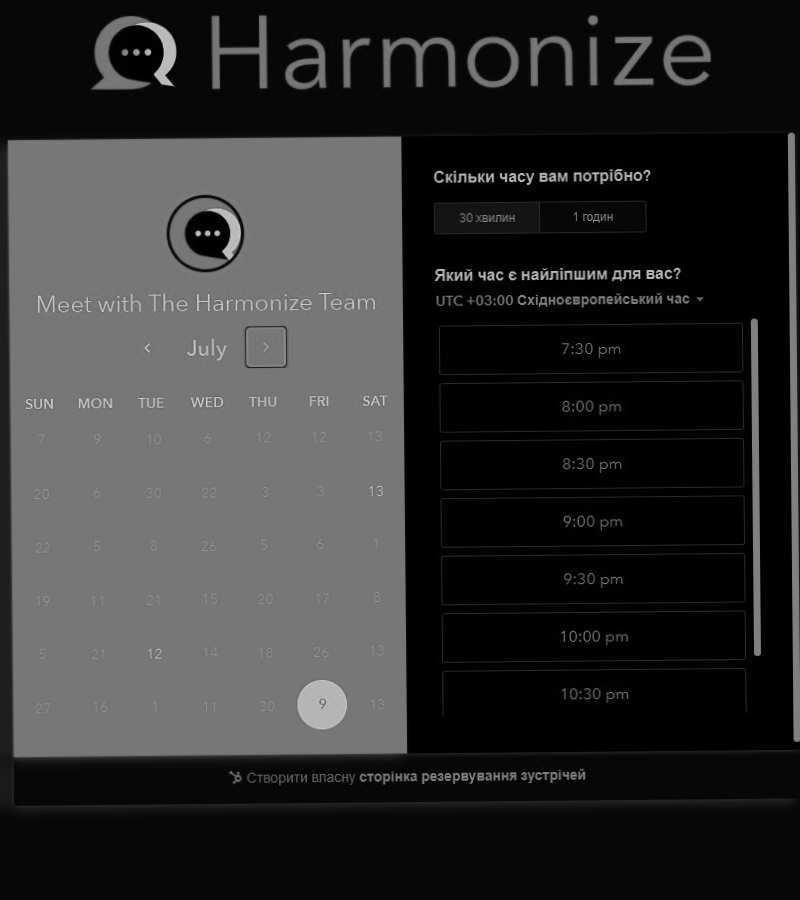 Harmonize
Meet with The Harmonize Team
July
SUN MON TUE WED THU FRI SAT
7 9 10 6 12 12 13
20 6 30 22 3 3 13
22 5 8 26 5 6 1
19 11 21 15 20 17 8
5 21 12 14 18 26 13
27 16 1 11 30 9 13
Скільки часу вам потрібно?
30 хвилин 1 годин
Який час є найліпшим для вас?
UTC +03:00 Східноєвропейський час
7:30 pm
8:00 pm
8:30 pm
9:00 pm
9:30 pm
10:00 pm
10:30 pm
Створити власну сторінка резервування зустрічей